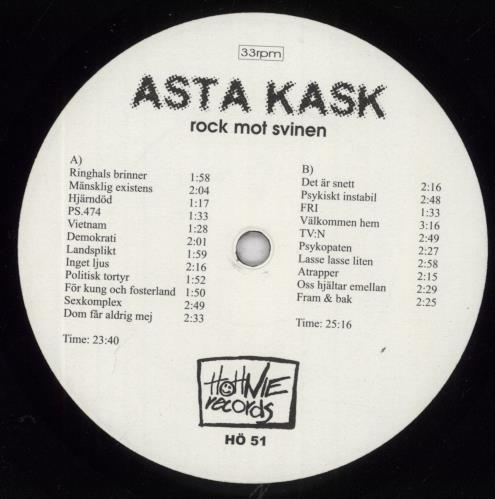 33rpm
ASTA KASK
rock mot svinen
A)
Ringhals brinner 1:58
Mänsklig existens 2:04
Hjärndöd 1:17
PS.474 1:33
Vietnam 1:28
Demokrati 2:01
Landsplikt 1:59
Inget ljus 2:16
Politisk tortyr 1:52
För kung och fosterland 1:50
Sexkomplex 2:49
Dom får aldrig mej 2:33
Time: 23:40
B)
Det är snett 2:16
Psykiskt instabil 2:48
FRI 1:33
Välkommen hem 3:16
TV:N 2:49
Psykopaten 2:27
Lasse lasse liten 2:58
Atrapper 2:15
Oss hjältar emellan 2:29
Fram & bak 2:25
Time: 25:16
HÖHNIE
records
HÖ 51